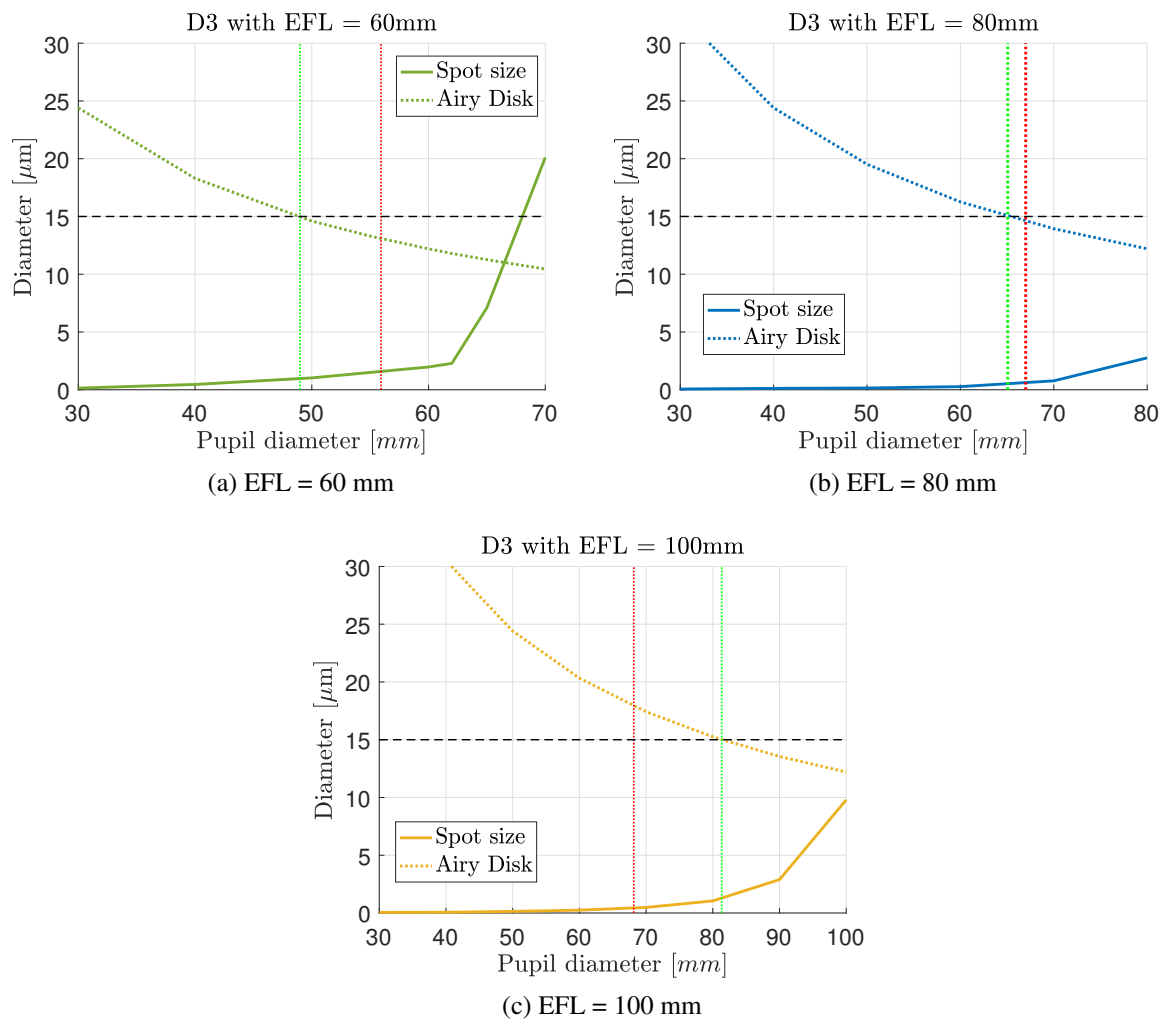 D3 with EFL = 60mm
30
25
20
15
10
5
0
Diameter [μm]
Spot size
Airy Disk
30 40 50 60 70
Pupil diameter [mm]
(a) EFL = 60 mm
D3 with EFL = 80mm
30
25
20
15
10
5
0
Diameter [μm]
Spot size
Airy Disk
30 40 50 60 70 80
Pupil diameter [mm]
(b) EFL = 80 mm
D3 with EFL = 100mm
30
25
20
15
10
5
0
Diameter [μm]
Spot size
Airy Disk
30 40 50 60 70 80 90 100
Pupil diameter [mm]
(c) EFL = 100 mm